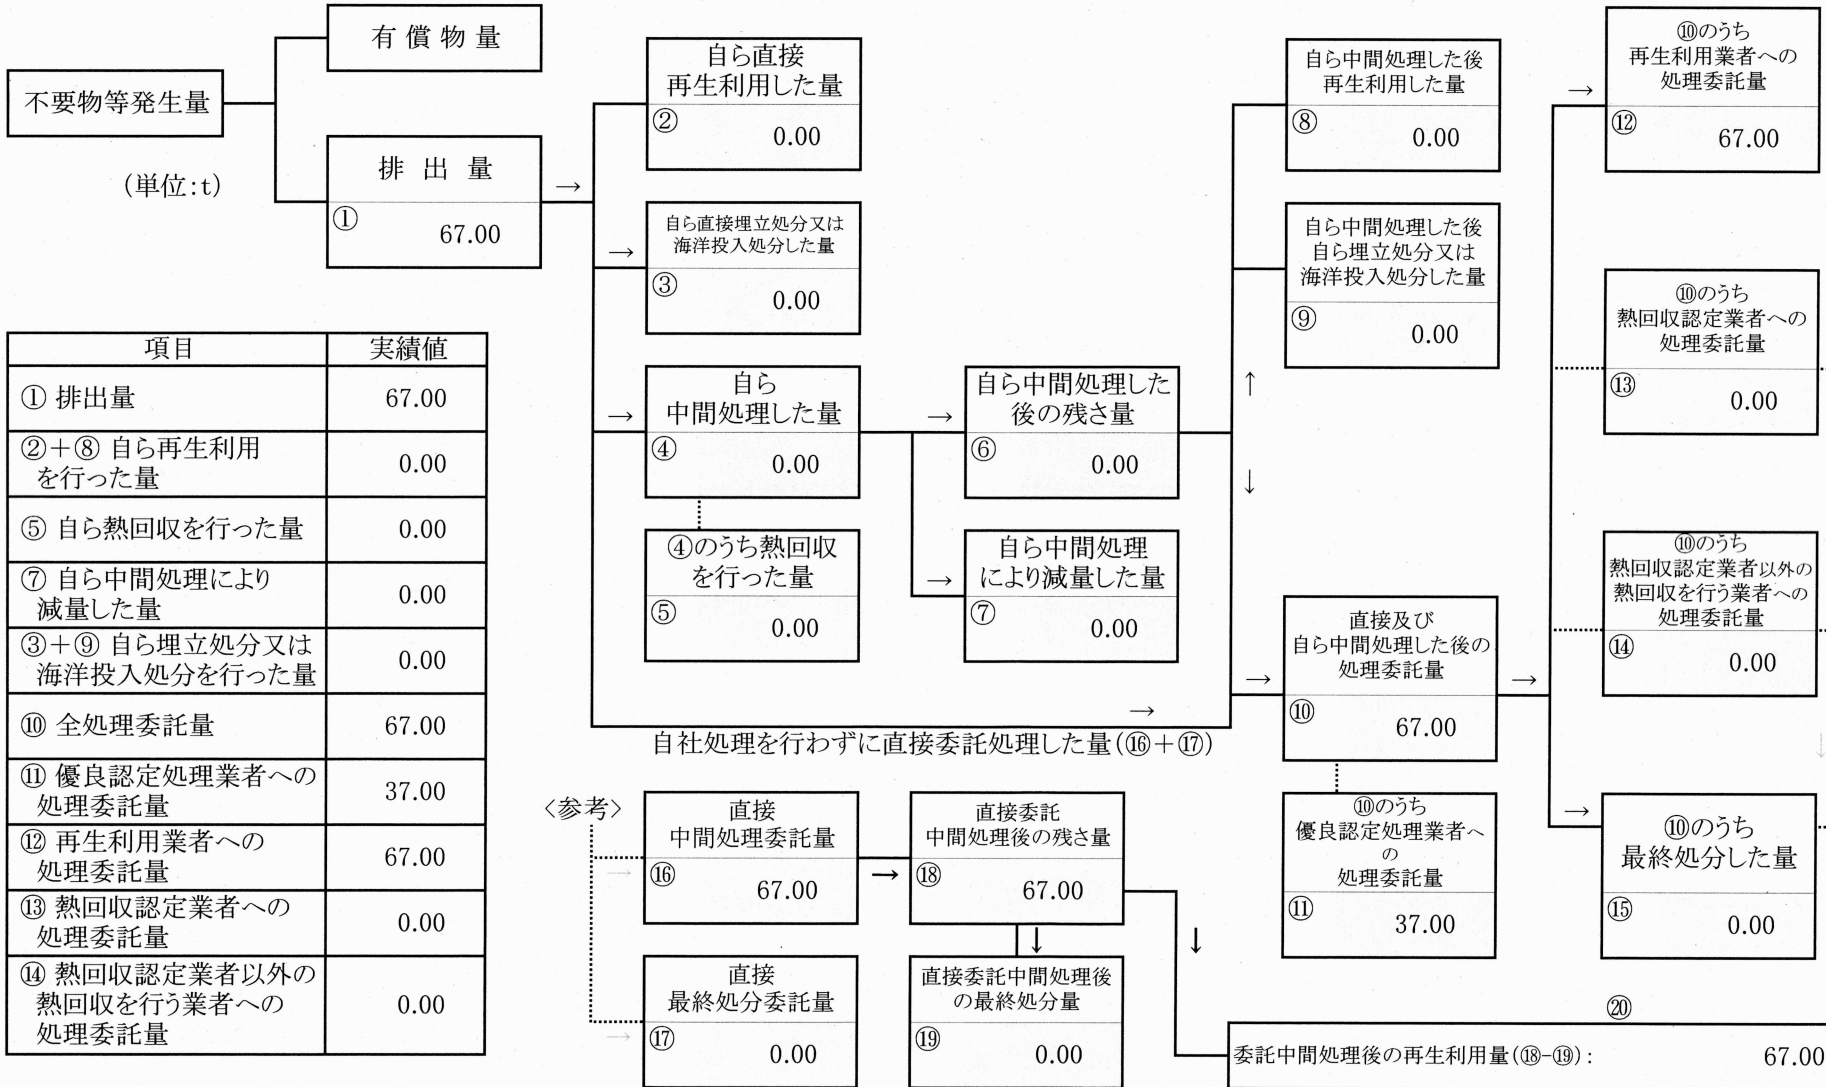 有 償 物 量
不要物等発生量
(単位:t)
排 出 量
①
67.00
→
自ら直接
再生利用した量
②
0.00
→
自ら直接埋立処分又は
海洋投入処分した量
③
0.00
→
自ら
中間処理した量
④
0.00
④のうち熱回収
を行った量
⑤
0.00
→
自ら中間処理した
後の残さ量
⑥
0.00
→
自ら中間処理
により減量した量
⑦
0.00
→
自社処理を行わずに直接委託処理した量(⑯+⑰)
自ら中間処理した後
再生利用した量
⑧
0.00
自ら中間処理した後
自ら埋立処分又は
海洋投入処分した量
⑨
0.00
↑
↓
→
直接及び
自ら中間処理した後の
処理委託量
⑩
67.00
→
⑩のうち
優良認定処理業者へ
の
処理委託量
⑪
37.00
→
⑩のうち
再生利用業者への
処理委託量
⑫
67.00
⑩のうち
熱回収認定業者への
処理委託量
⑬
0.00
⑩のうち
熱回収認定業者以外の
熱回収を行う業者への
処理委託量
⑭
0.00
↓
→
⑩のうち
最終処分した量
⑮
0.00
項目 実績値
① 排出量 67.00
②+⑧ 自ら再生利用
を行った量 0.00
⑤ 自ら熱回収を行った量 0.00
⑦ 自ら中間処理により
減量した量 0.00
③+⑨ 自ら埋立処分又は
海洋投入処分を行った量 0.00
⑩ 全処理委託量 67.00
⑪ 優良認定処理業者への
処理委託量 37.00
⑫ 再生利用業者への
処理委託量 67.00
⑬ 熱回収認定業者への
処理委託量 0.00
⑭ 熱回収認定業者以外の
熱回収を行う業者への
処理委託量 0.00
〈参考〉
→
直接
中間処理委託量
⑯
67.00
→
直接委託
中間処理後の残さ量
⑱
67.00
↓
↓
→
直接
最終処分委託量
⑰
0.00
直接委託中間処理後
の最終処分量
⑲
0.00
⑳
委託中間処理後の再生利用量(⑱-⑲): 67.00